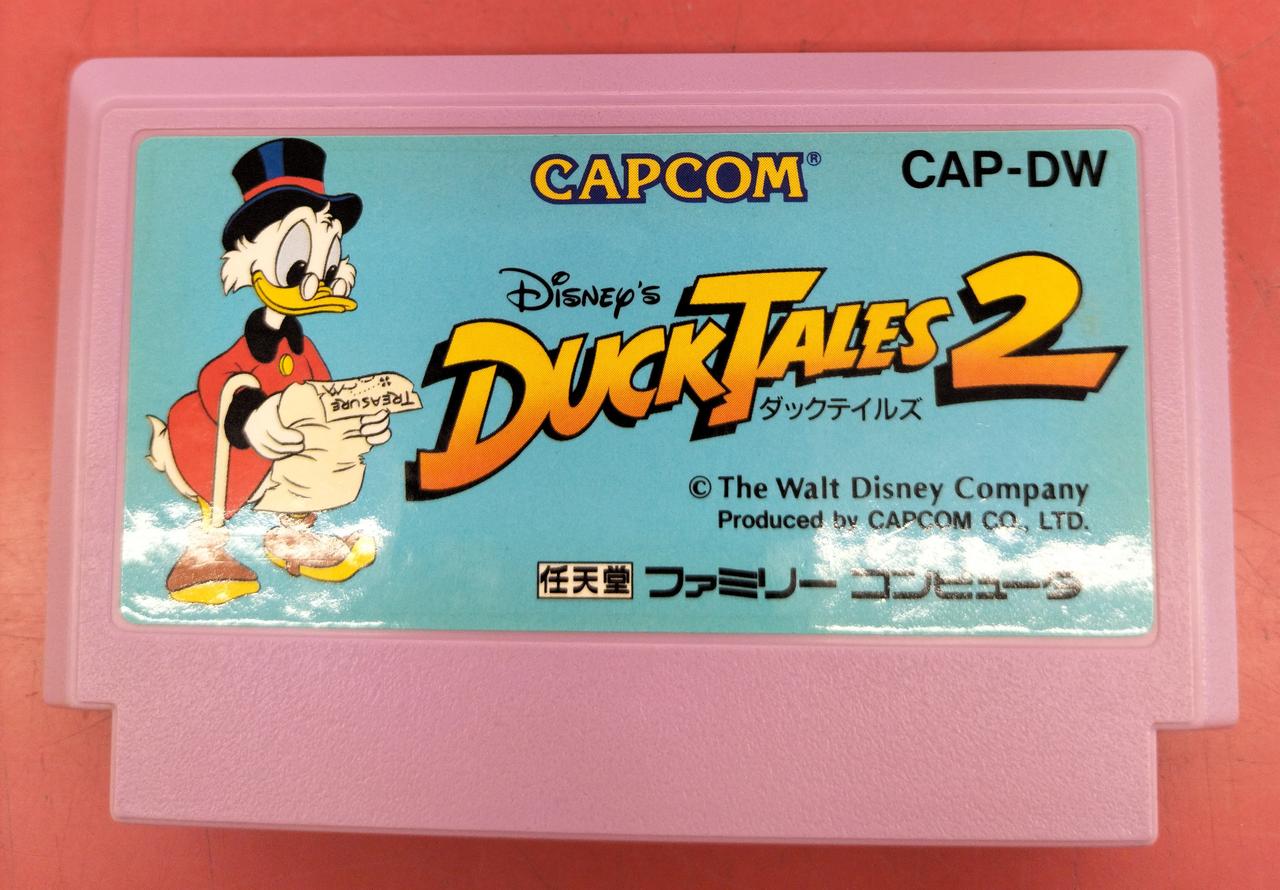 CAPCOM®
CAP-DW
DISNEY'S
DUCKTALES 2
ダックテイルズ
TREASURE
© The Walt Disney Company
Produced by CAPCOM CO., LTD.
任天堂 ファミリー コンピュータ